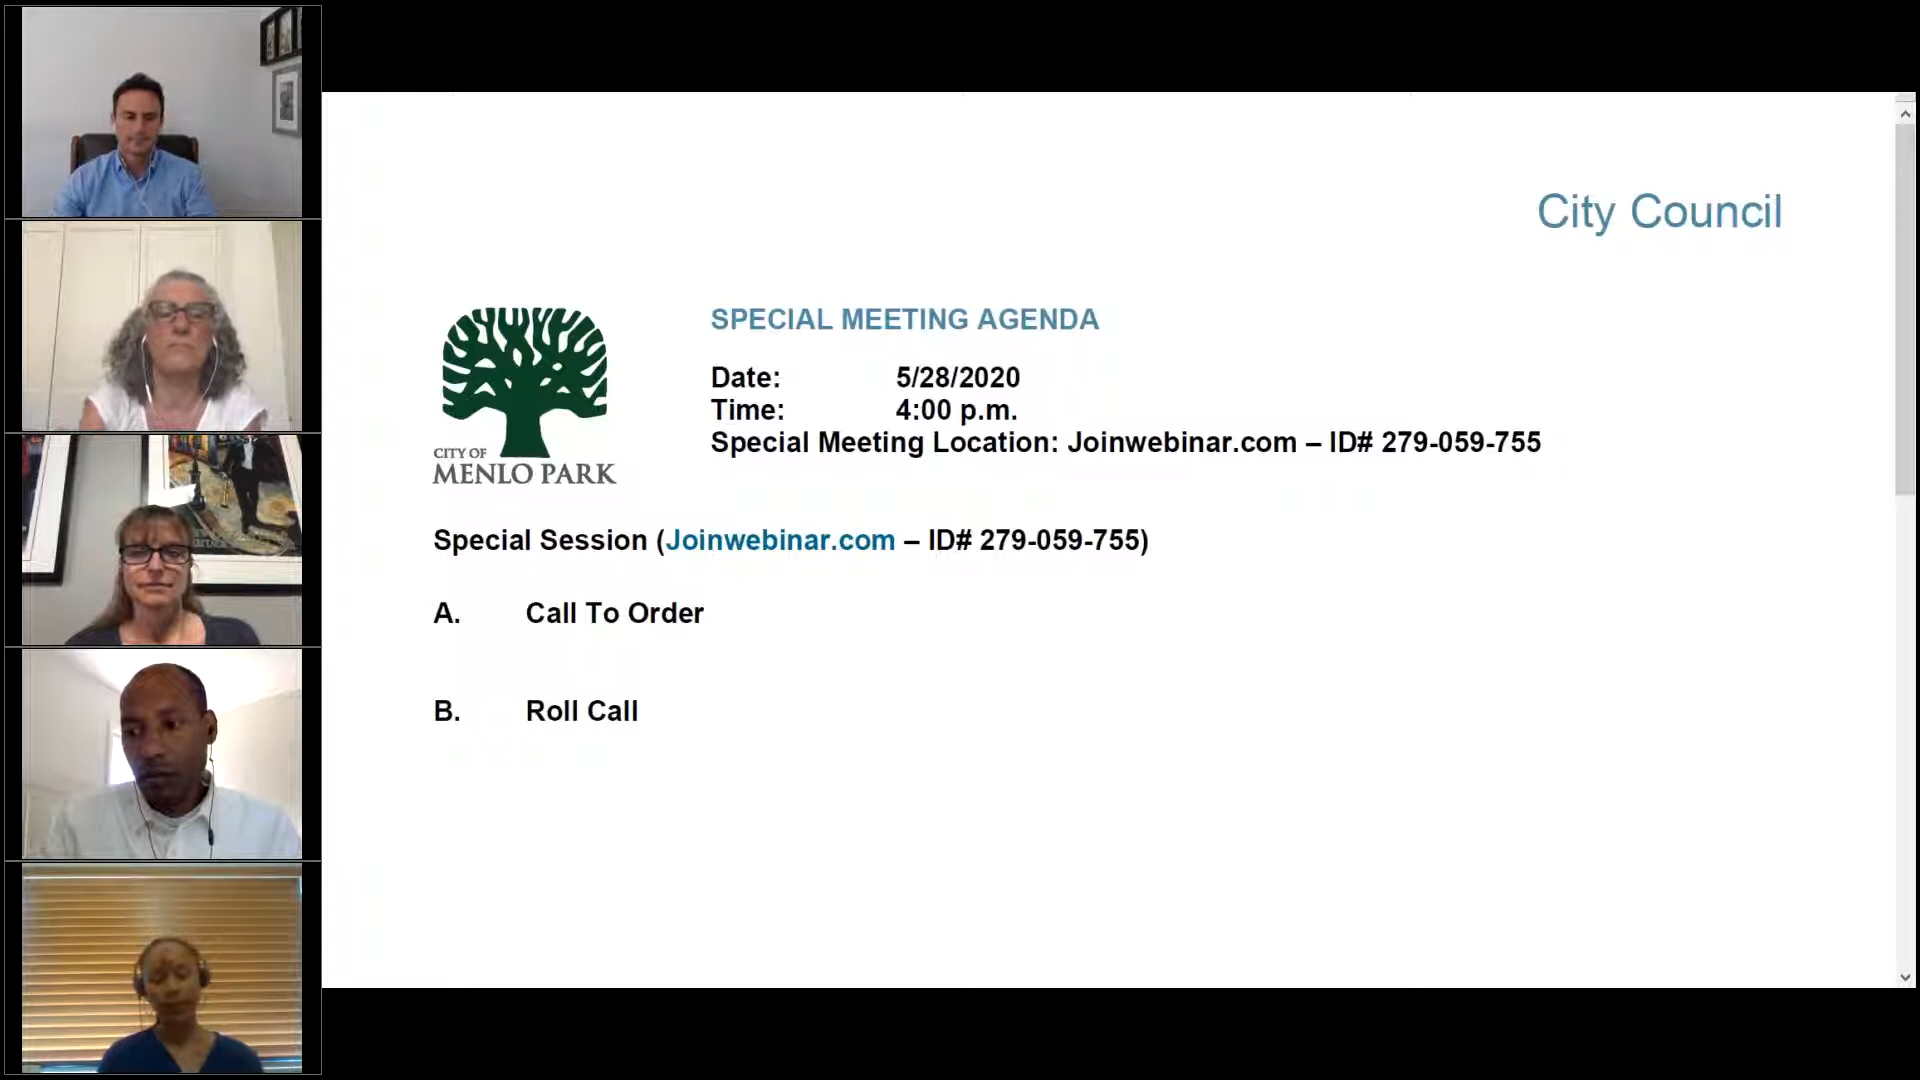 City Council
SPECIAL MEETING AGENDA
Date: 5/28/2020
Time: 4:00 p.m.
Special Meeting Location: Joinwebinar.com – ID# 279-059-755
CITY OF
MENLO PARK
Special Session (Joinwebinar.com – ID# 279-059-755)
A. Call To Order
B. Roll Call